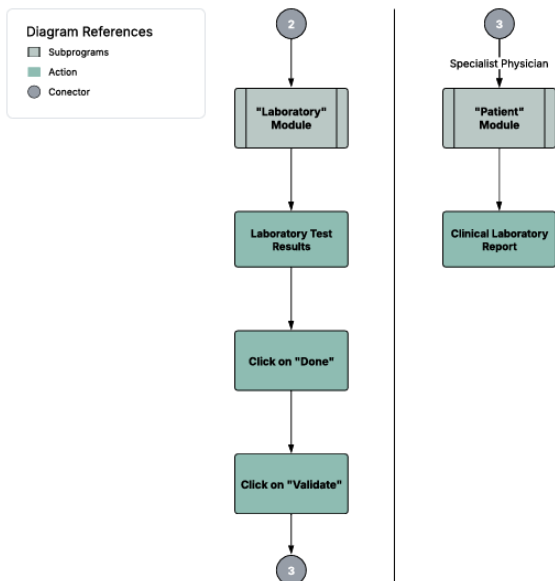 Diagram References
Subprograms
Action
Conector
2
"Laboratory"
Module
Laboratory Test
Results
Click on "Done"
Click on "Validate"
3
3
Specialist Physician
"Patient"
Module
Clinical Laboratory
Report